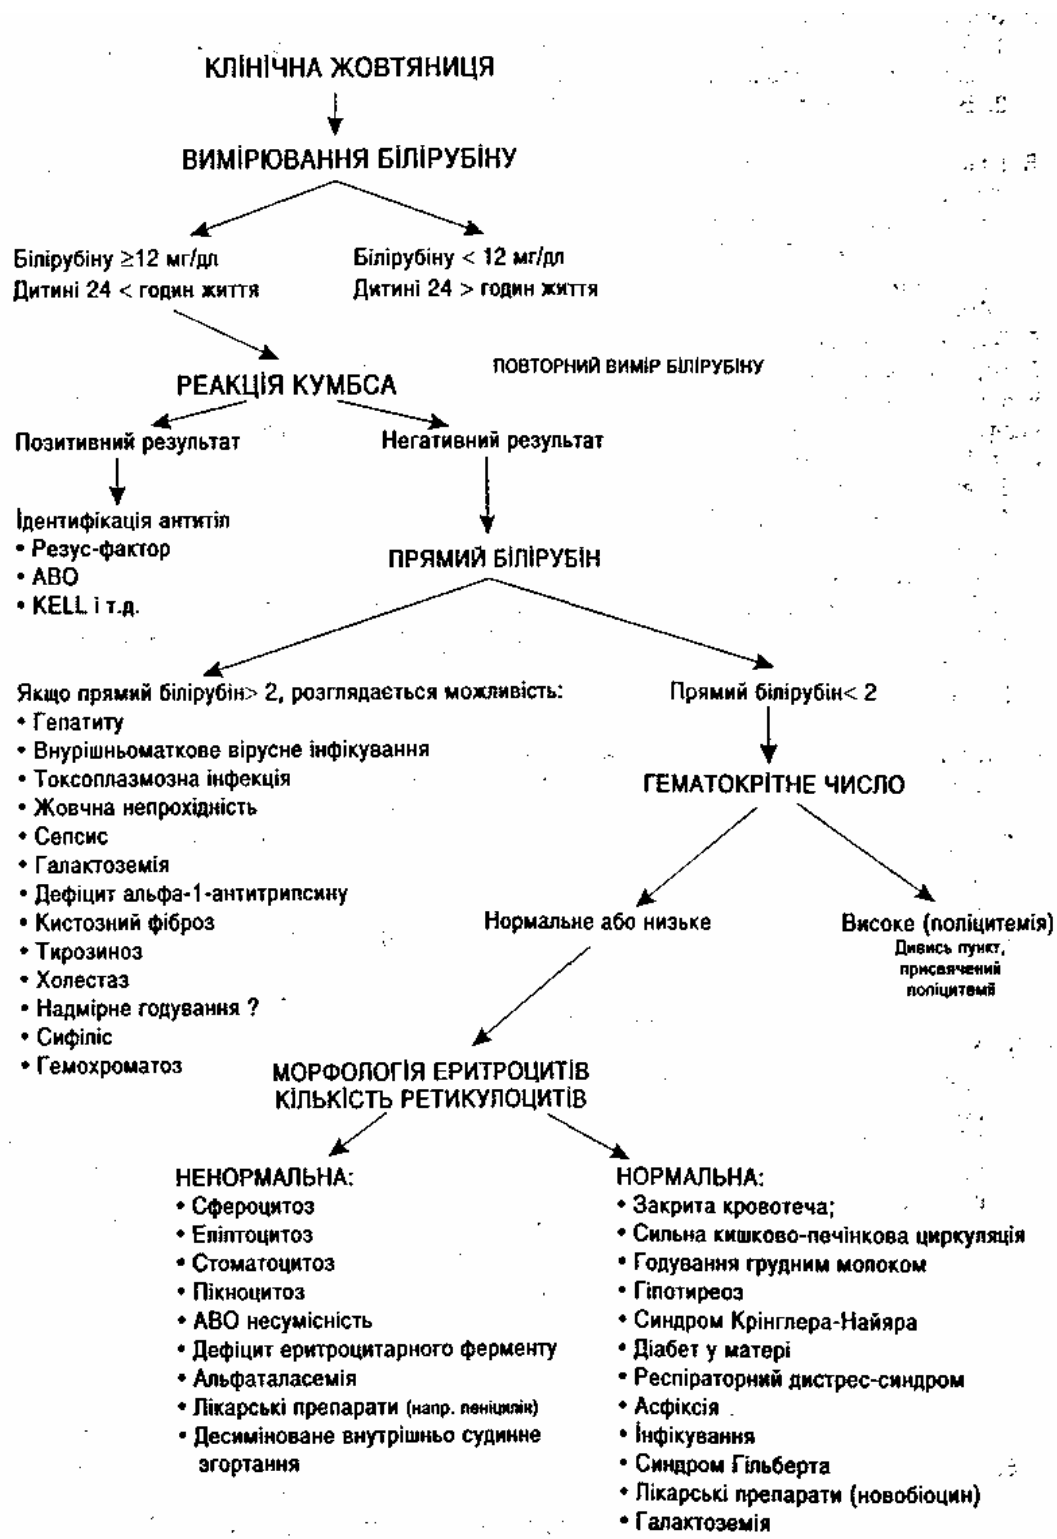 КЛІНІЧНА ЖОВТЯНИЦЯ
ВИМІРЮВАННЯ БІЛІРУБІНУ
Білірубіну ≥12 мг/дл
Дитині 24 < годин життя
Білірубіну < 12 мг/дл
Дитині 24 > годин життя
ПОВТОРНИЙ ВИМІР БІЛІРУБІНУ
РЕАКЦІЯ КУМБСА
Позитивний результат
Негативний результат
Ідентифікація антитіл
• Резус-фактор
• АВО
• KELL і т.д.
ПРЯМИЙ БІЛІРУБІН
Якщо прямий білірубін> 2, розглядається можливість:
• Гепатиту
• Внурішньоматкове вірусне інфікування
• Токсоплазмозна інфекція
• Жовчна непрохідність
• Сепсис
• Галактоземія
• Дефіцит альфа-1-антитрипсину
• Кистозний фіброз
• Тирозиноз
• Холестаз
• Надмірне годування ?
• Сифіліс
• Гемохроматоз
Прямий білірубін< 2
ГЕМАТОКРІТНЕ ЧИСЛО
Нормальне або низьке
Високе (поліцитемія)
Дивись пункт,
присвячений
поліцитемії
МОРФОЛОГІЯ ЕРИТРОЦИТІВ
КІЛЬКІСТЬ РЕТИКУЛОЦИТІВ
НЕНОРМАЛЬНА:
• Сфероцитоз
• Еліптоцитоз
• Стоматоцитоз
• Пікноцитоз
• АВО несумісність
• Дефіцит еритроцитарного ферменту
• Альфаталасемія
• Лікарські препарати (напр. пеніцилін)
• Десиміноване внутрішньо судинне
згортання
НОРМАЛЬНА:
• Закрита кровотеча;
• Сильна кишково-печінкова циркуляція
• Годування грудним молоком
• Гіпотиреоз
• Синдром Крінглера-Найяра
• Діабет у матері
• Респіраторний дистрес-синдром
• Асфіксія
• Інфікування
• Синдром Гільберта
• Лікарські препарати (новобіоцин)
• Галактоземія